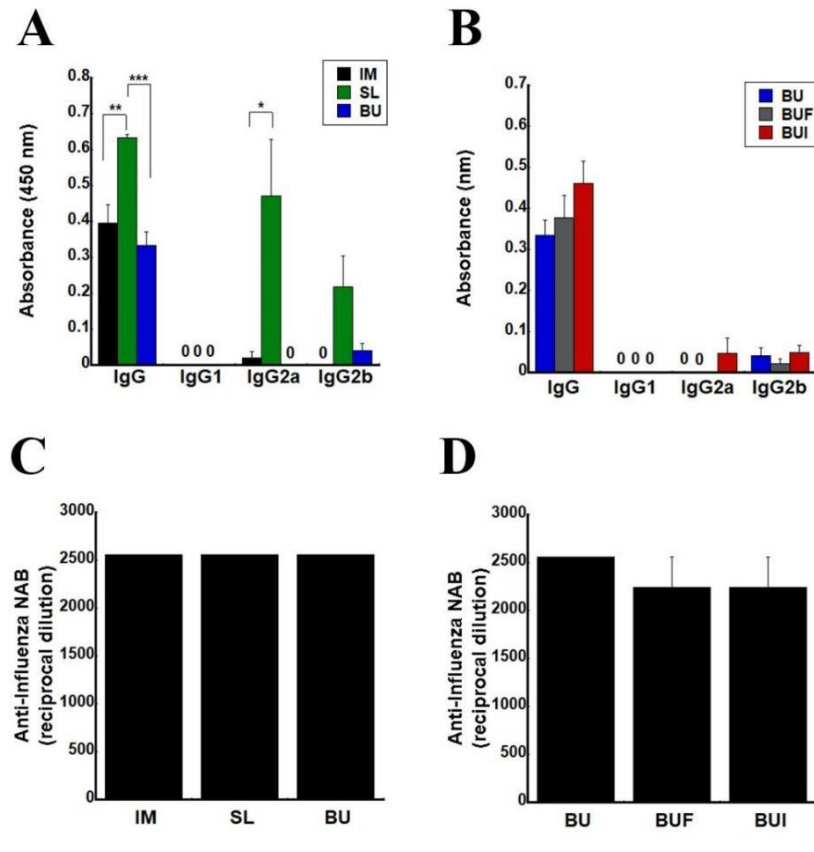 A
Absorbance (450 nm)
0.8
0.7
0.6
0.5
0.4
0.3
0.2
0.1
0
**
***
*
IM
SL
BU
0 0 0
0
0
IgG IgG1 IgG2a IgG2b
B
Absorbance (nm)
0.7
0.6
0.5
0.4
0.3
0.2
0.1
0
BU
BUF
BUI
0 0 0
0 0
IgG IgG1 IgG2a IgG2b
C
Anti-Influenza NAB
(reciprocal dilution)
3000
2500
2000
1500
1000
500
0
IM SL BU
D
Anti-Influenza NAB
(reciprocal dilution)
3000
2500
2000
1500
1000
500
0
BU BUF BUI